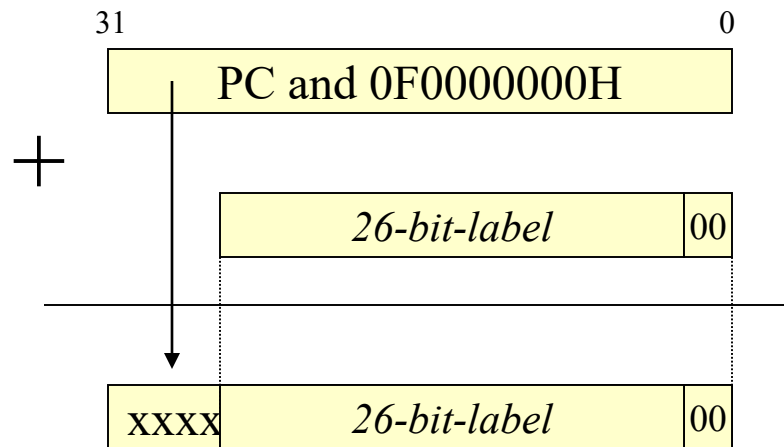 31 0
PC and 0F0000000H
+
26-bit-label 00
xxxx 26-bit-label 00